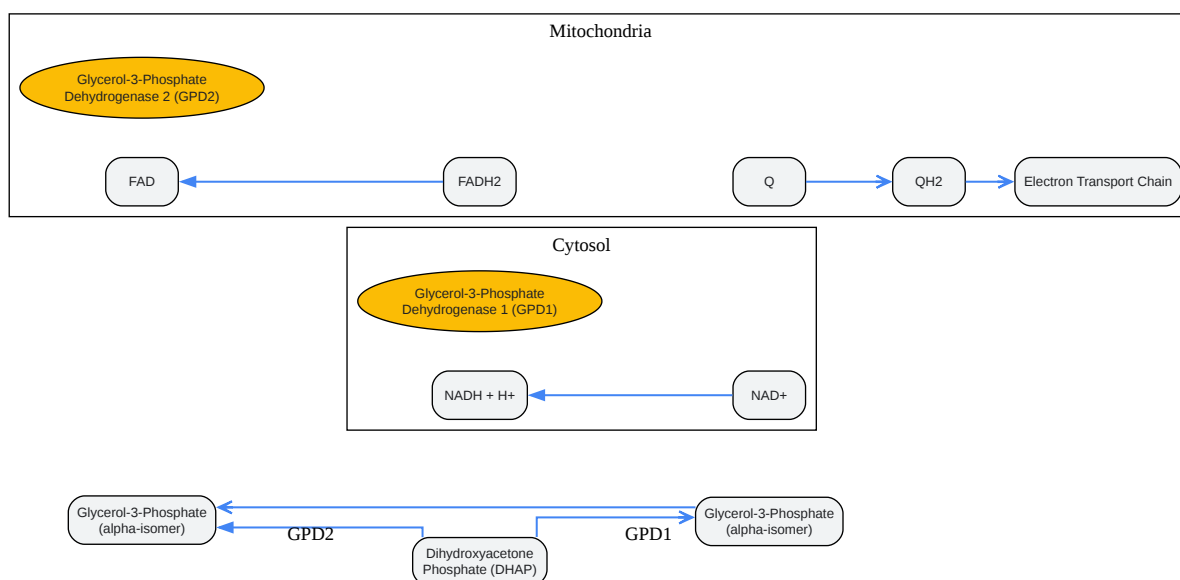 Mitochondria
Glycerol-3-Phosphate
Dehydrogenase 2 (GPD2)
FAD
FADH2
Q
QH2
Electron Transport Chain
Cytosol
Glycerol-3-Phosphate
Dehydrogenase 1 (GPD1)
NADH + H+
NAD+
Glycerol-3-Phosphate
(alpha-isomer)
GPD2
Dihydroxyacetone
Phosphate (DHAP)
GPD1
Glycerol-3-Phosphate
(alpha-isomer)